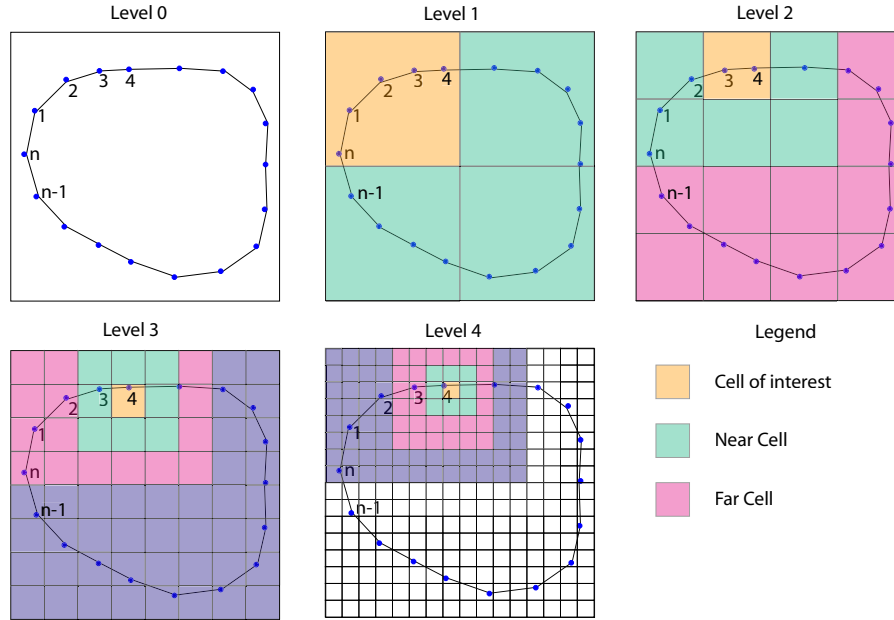 Level 0
2
3
4
1
n
n-1
Level 1
2
3
4
1
n
n-1
Level 2
2
3
4
1
n
n-1
Level 3
2
3
4
1
n
n-1
Level 4
2
3
4
1
n
n-1
Legend
Cell of interest
Near Cell
Far Cell